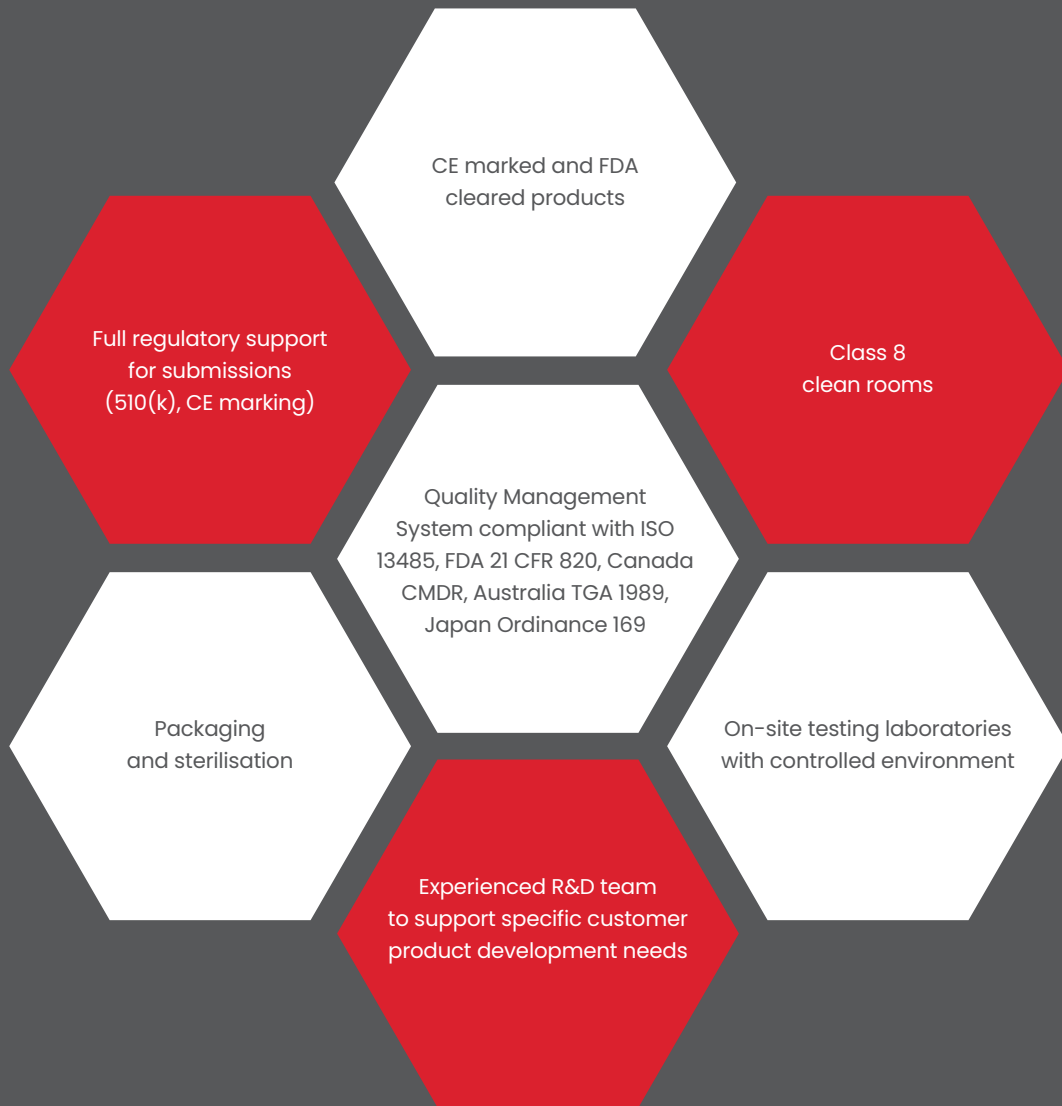 CE marked and FDA
cleared products
Full regulatory support
for submissions
(510(k), CE marking)
Class 8
clean rooms
Quality Management
System compliant with ISO
13485, FDA 21 CFR 820, Canada
CMDR, Australia TGA 1989,
Japan Ordinance 169
Packaging
and sterilisation
On-site testing laboratories
with controlled environment
Experienced R&D team
to support specific customer
product development needs